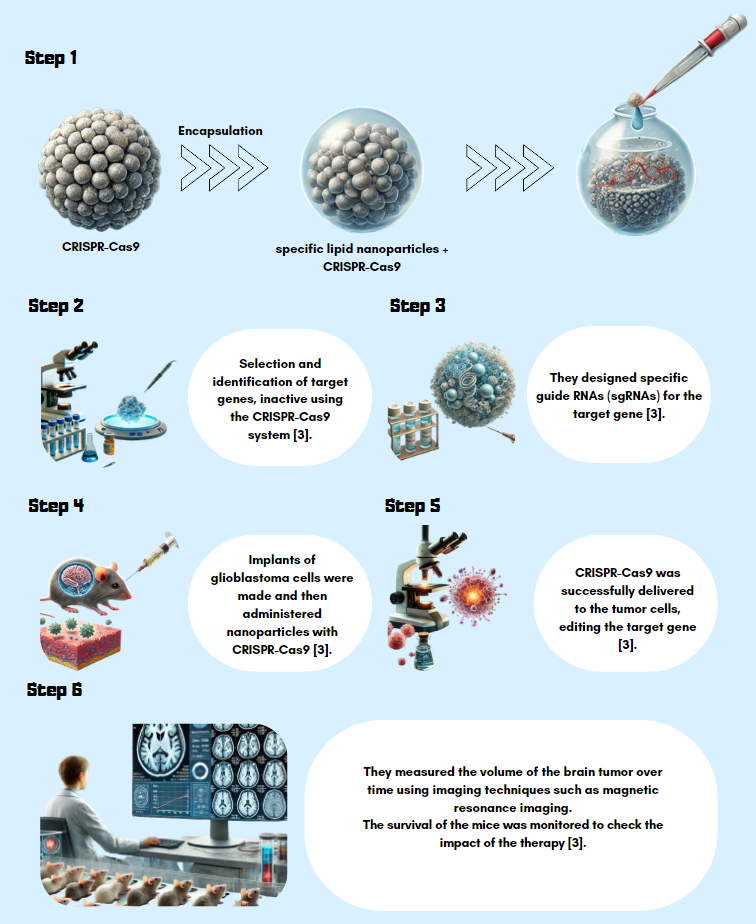 Step 1
Encapsulation
CRISPR-Cas9
specific lipid nanoparticles +
CRISPR-Cas9
Step 2
Selection and
identification of target
genes, inactive using
the CRISPR-Cas9
system [3].
Step 3
They designed specific
guide RNAs (sgRNAs) for the
target gene [3].
Step 4
Implants of
glioblastoma cells were
made and then
administered
nanoparticles with
CRISPR-Cas9 [3].
Step 5
CRISPR-Cas9 was
successfully delivered
to the tumor cells,
editing the target gene
[3].
Step 6
They measured the volume of the brain tumor over
time using imaging techniques such as magnetic
resonance imaging.
The survival of the mice was monitored to check the
impact of the therapy [3].